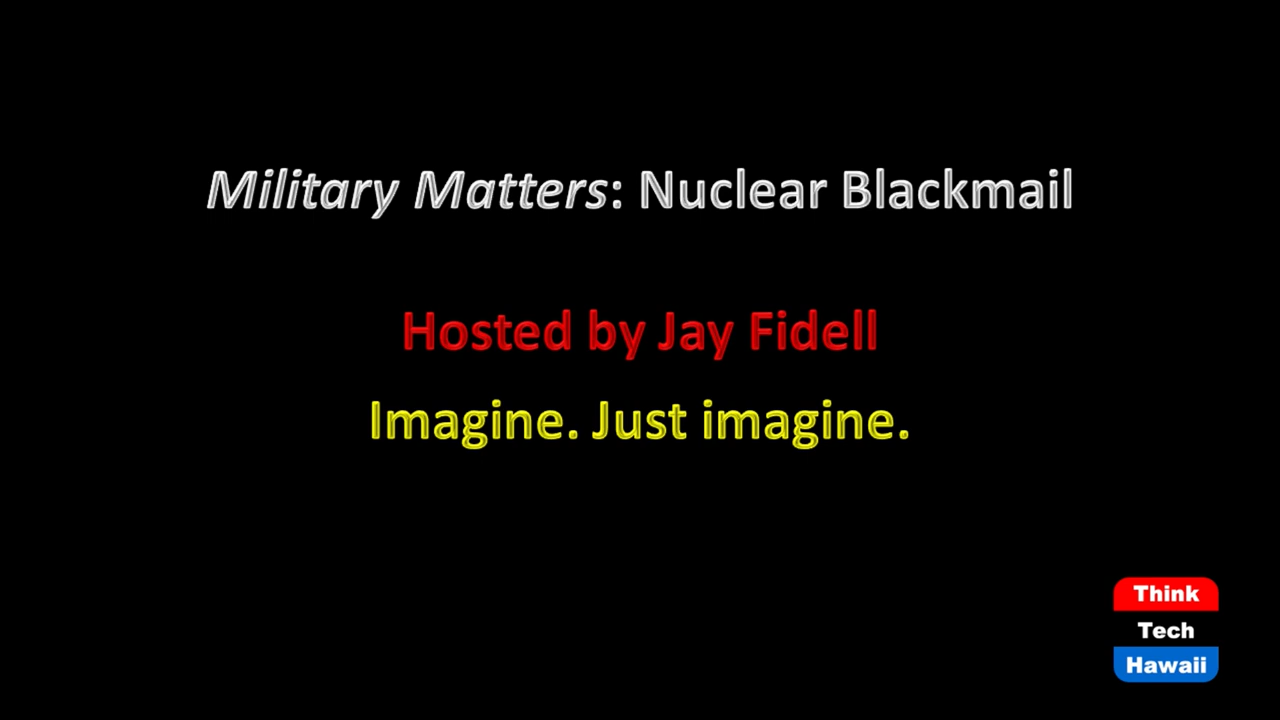 Military Matters: Nuclear Blackmail
Hosted by Jay Fidell
Imagine. Just imagine.
Think
Tech
Hawaii